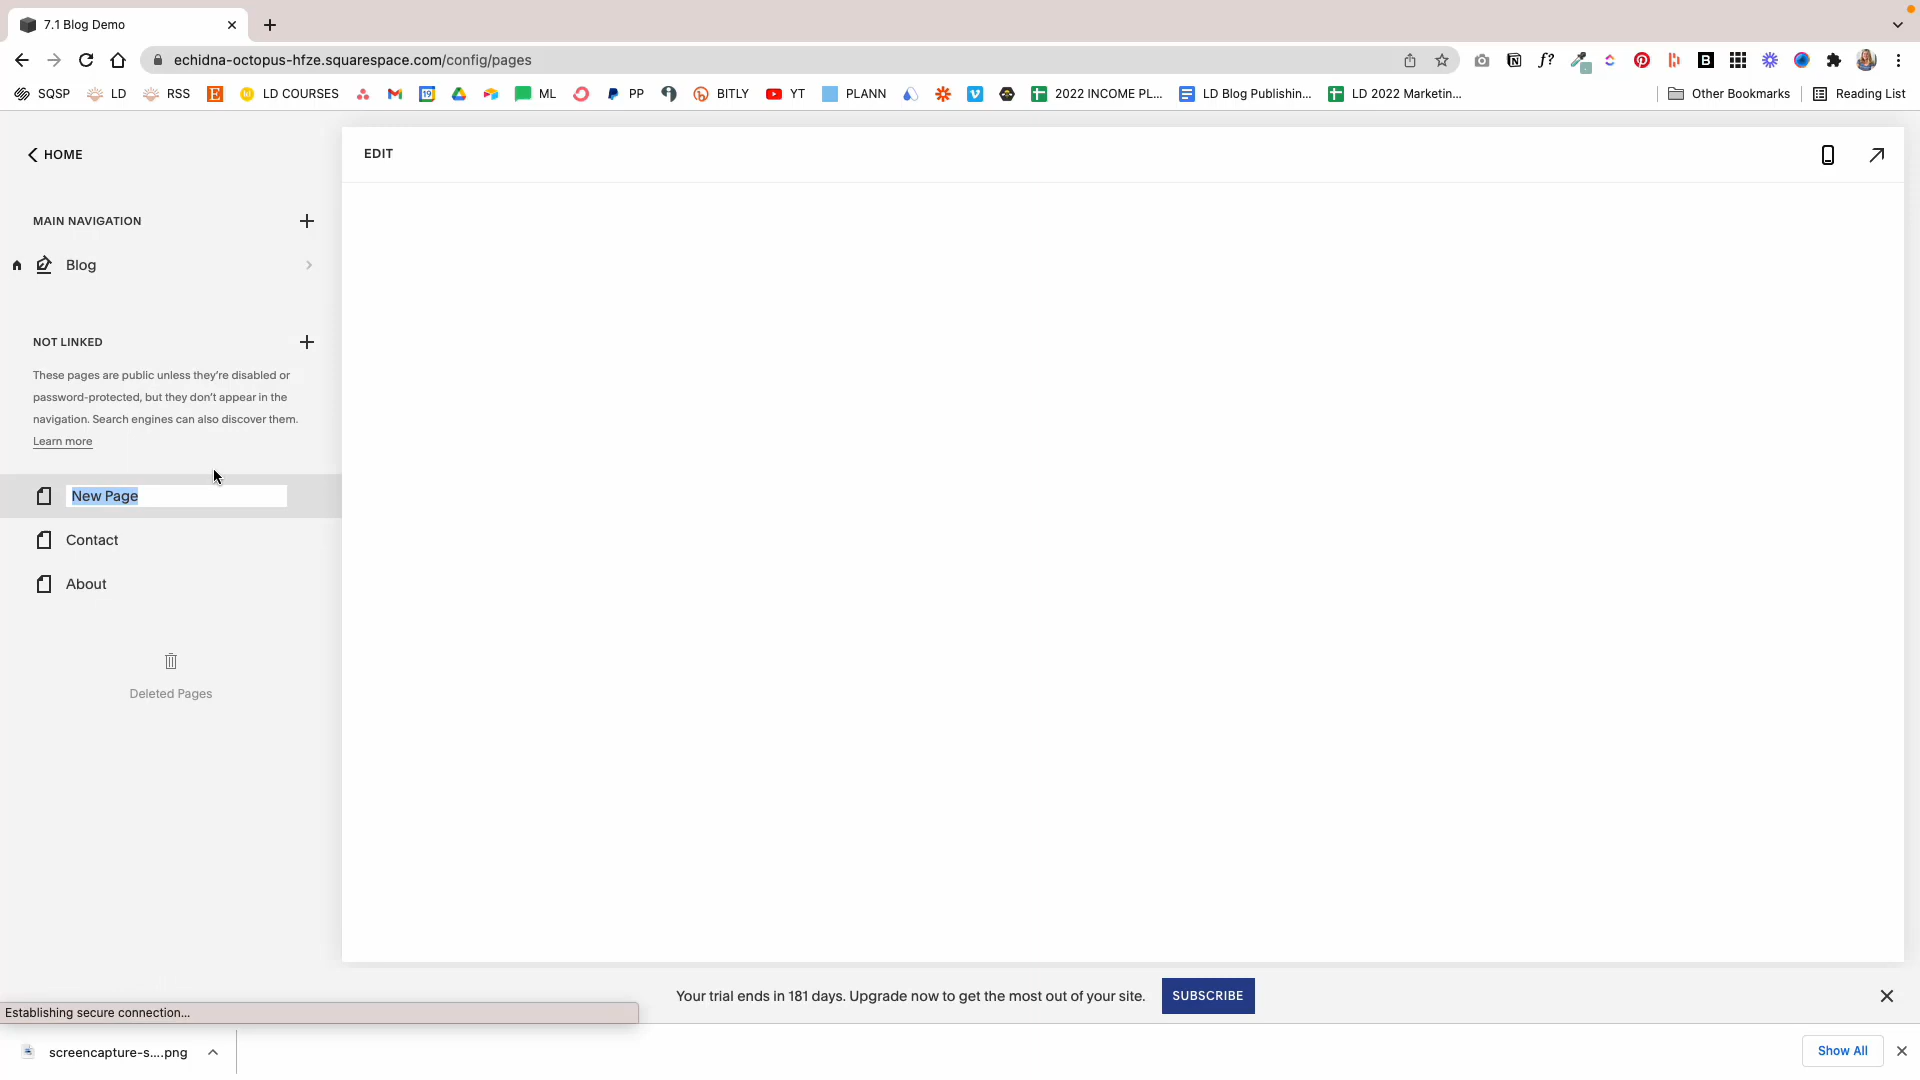 7.1 Blog Demo
echidna-octopus-hfze.squarespace.com/config/pages
SQSP LD RSS LD COURSES 19 ML PP BITLY YT PLANN 2022 INCOME PL... LD Blog Publishin... LD 2022 Marketin... Other Bookmarks Reading List
HOME
EDIT
MAIN NAVIGATION
Blog
NOT LINKED
These pages are public unless they're disabled or
password-protected, but they don't appear in the
navigation. Search engines can also discover them.
Learn more
New Page
Contact
About
Deleted Pages
Your trial ends in 181 days. Upgrade now to get the most out of your site. SUBSCRIBE
Establishing secure connection...
screencapture-s....png
Show All